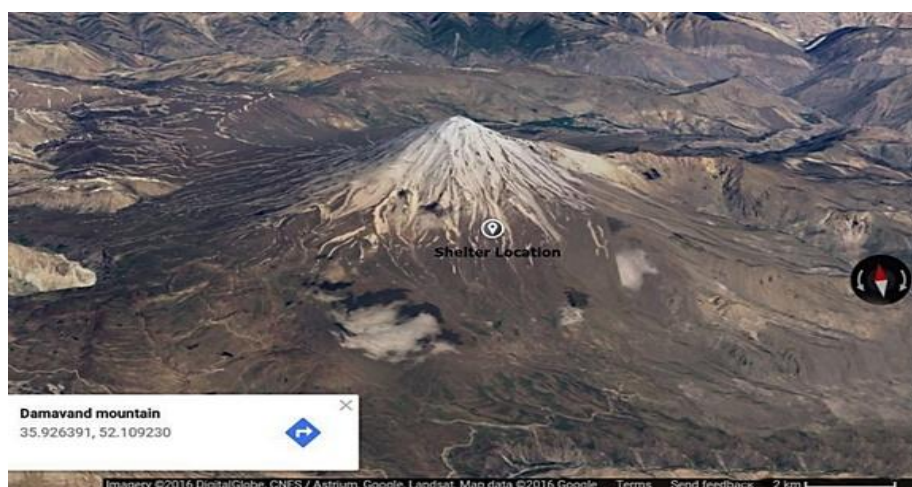 Shelter Location
Damavand mountain
35.926391, 52.109230
Imagery ©2016 DigitalGlobe, CNES / Astrium, Google, Landsat, Map data ©2016 Google Terms Send feedback 2 km